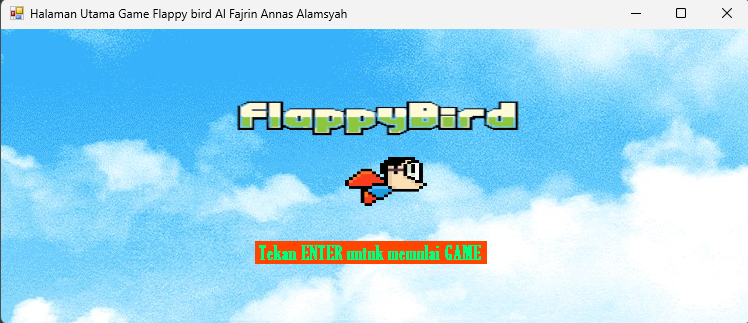 Halaman Utama Game Flappy bird Al Fajrin Annas Alamsyah
FlappyBird
Tekan ENTER untuk memulai GAME